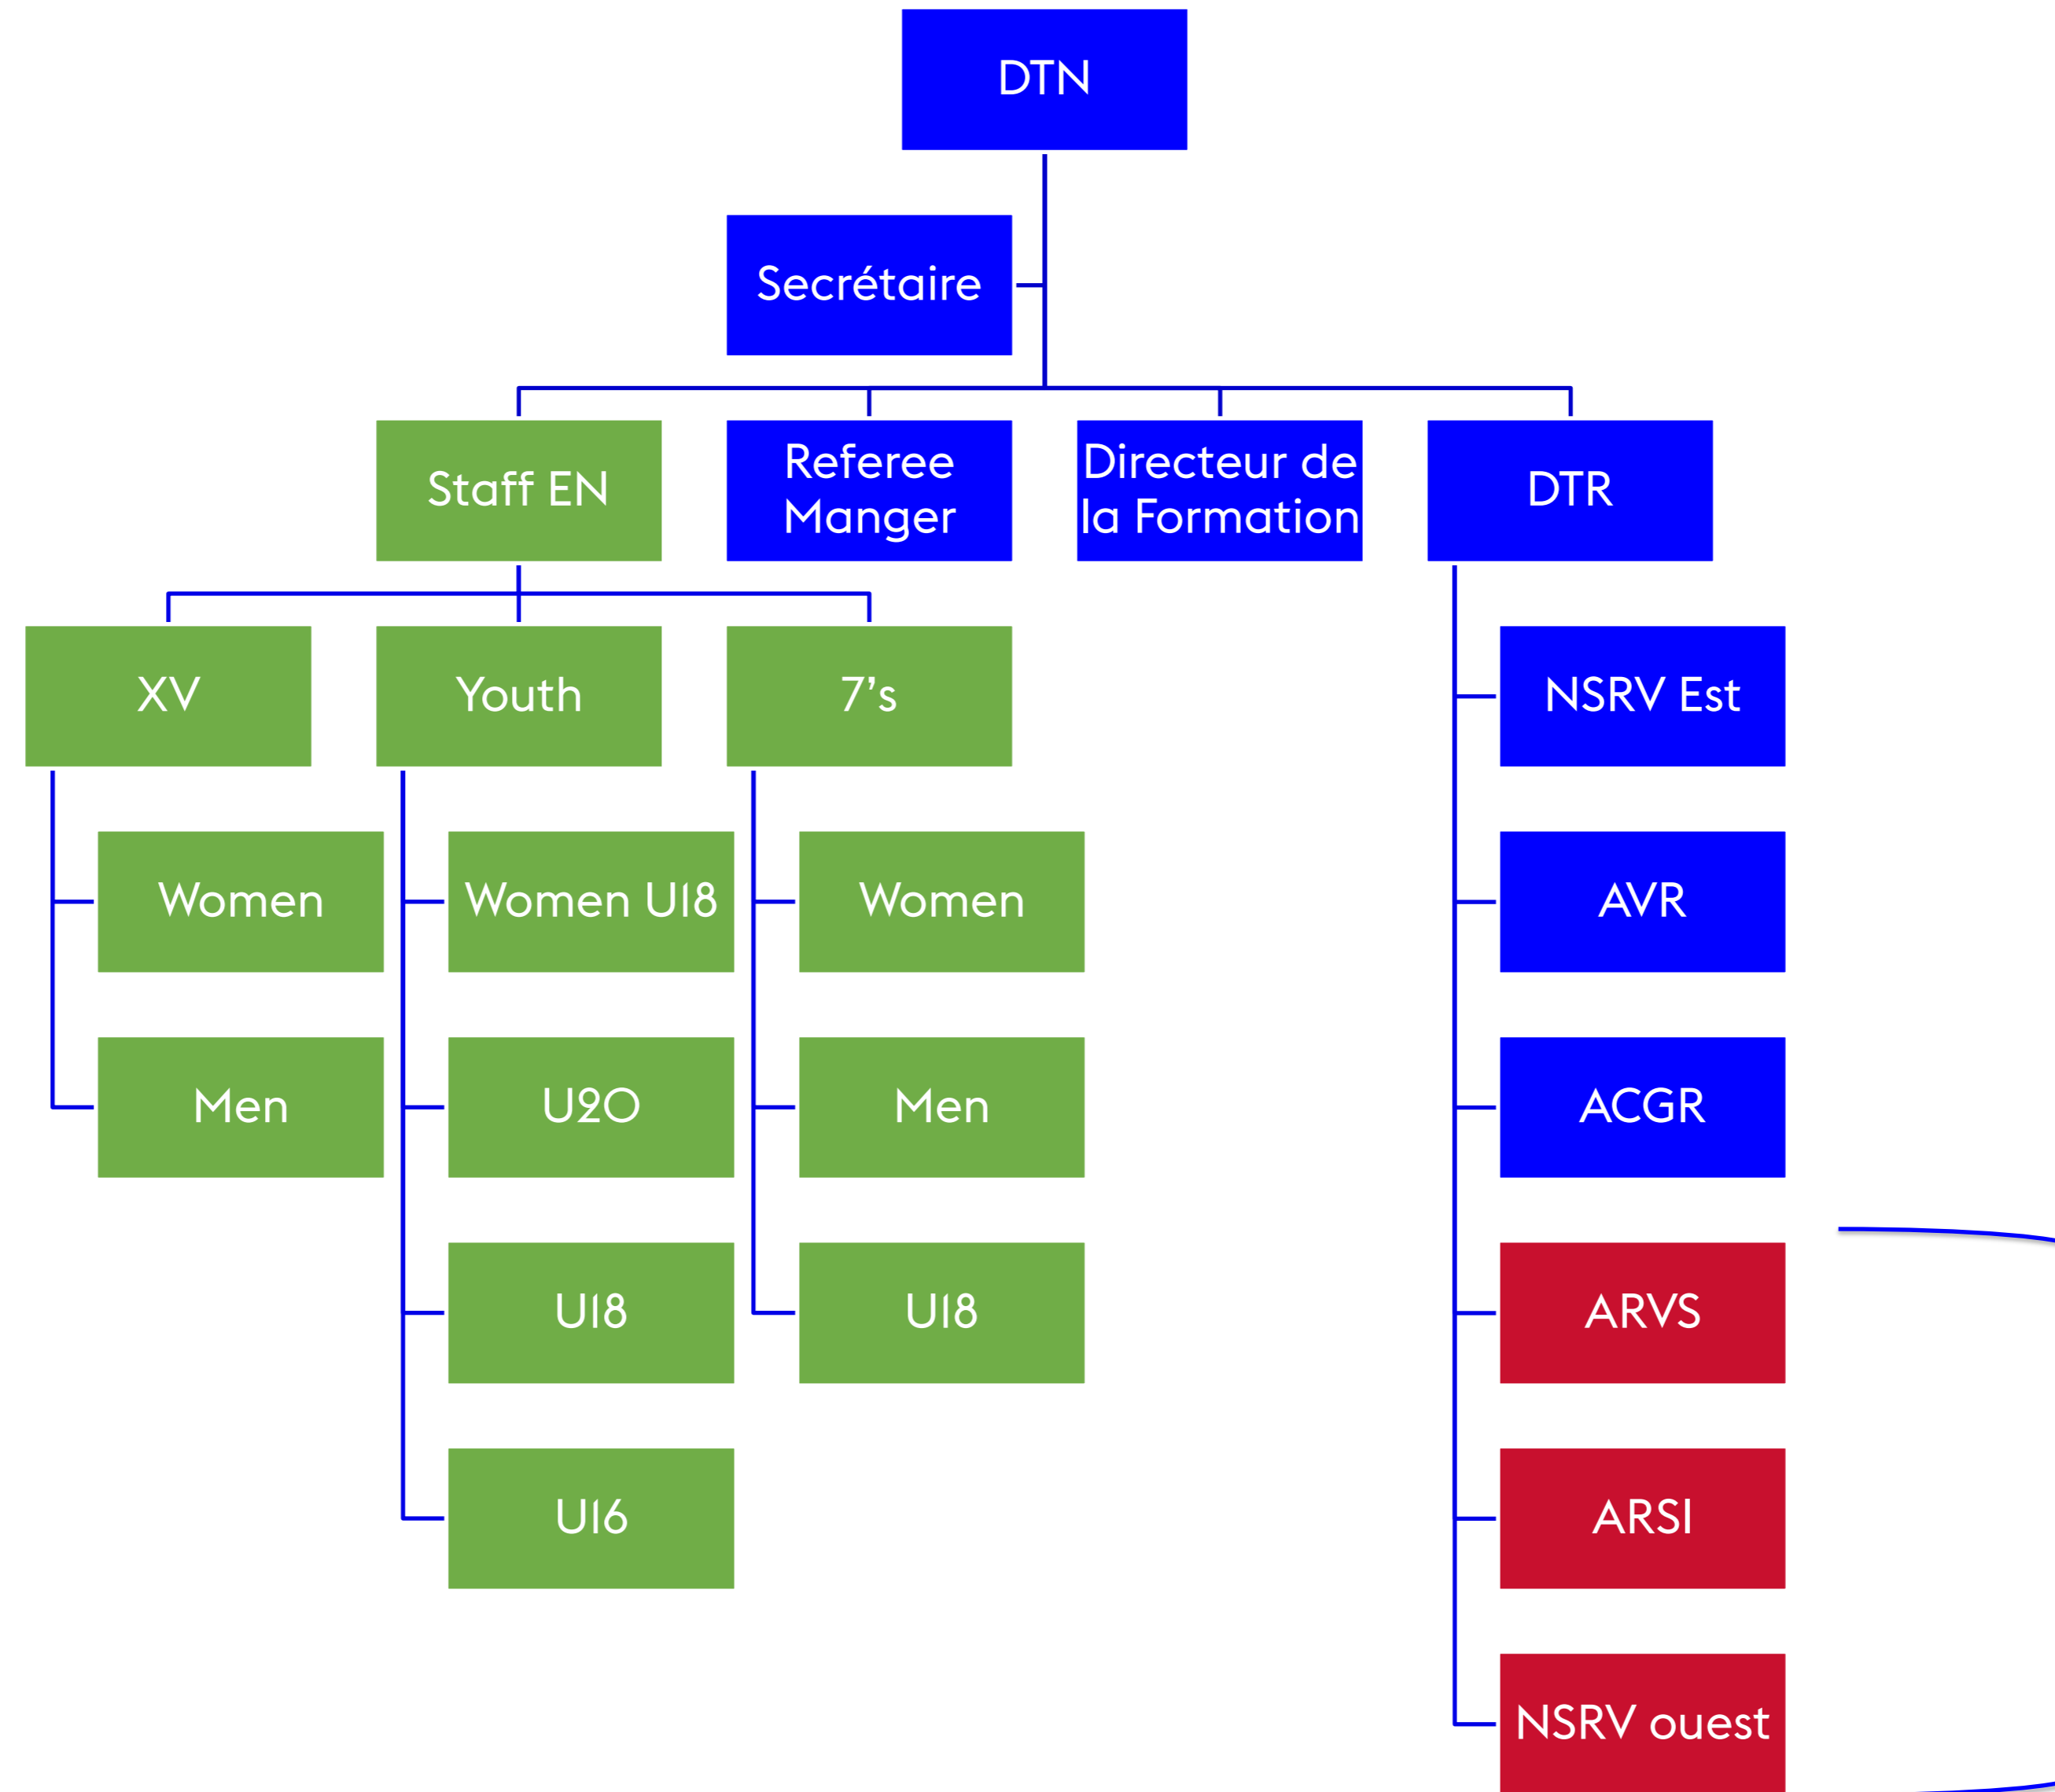 DTN
Secrétaire
Staff EN
Referee
Manger
Directeur de
la Formation
DTR
XV
Youth
7's
NSRV Est
Women
Women U18
Women
AVR
Men
U20
Men
ACGR
U18
U18
ARVS
U16
ARSI
NSRV ouest